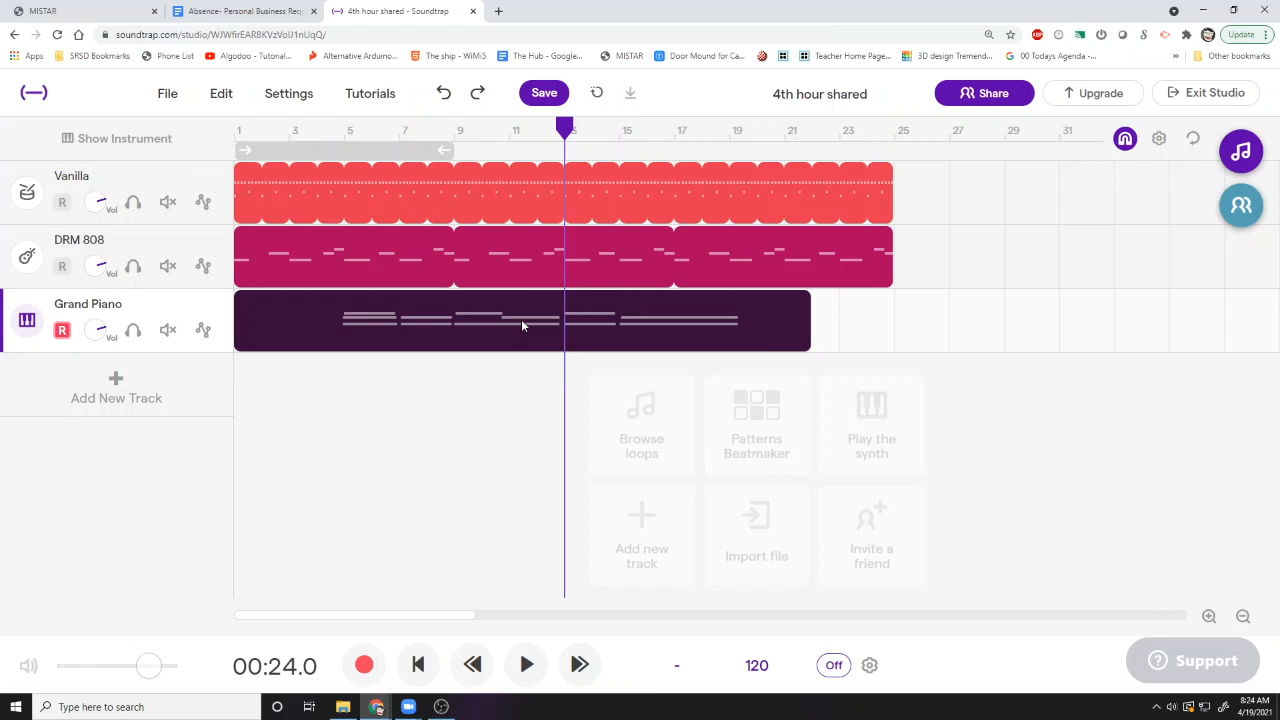 MISTAR
Absence- Personal Business Req
4th hour shared - Soundtrap
soundtrap.com/studio/WJWfirEAR8KVzVolJ1nUqQ/
Update
Apps
SRSD Bookmarks
Phone List
Algodoo - Tutorial...
Alternative Arduino...
The ship - WiMi5
The Hub - Google...
MISTAR
Door Mound for Ca...
Teacher Home Page...
3D design Tremend...
00 Todays Agenda -...
»
Other bookmarks
File
Edit
Settings
Tutorials
Save
4th hour shared
Share
Upgrade
Exit Studio
Show Instrument
1 3 5 7 9 11 15 17 19 21 23 25 27 29 31
Vanilla
R
Vol
DRM 808
R
Vol
Grand Piano
R
Vol
Add New Track
Browse
loops
Patterns
Beatmaker
Play the
synth
Add new
track
Import file
Invite a
friend
00:24.0
-
120
Off
Support
Type here to search
8:24 AM
4/19/2021